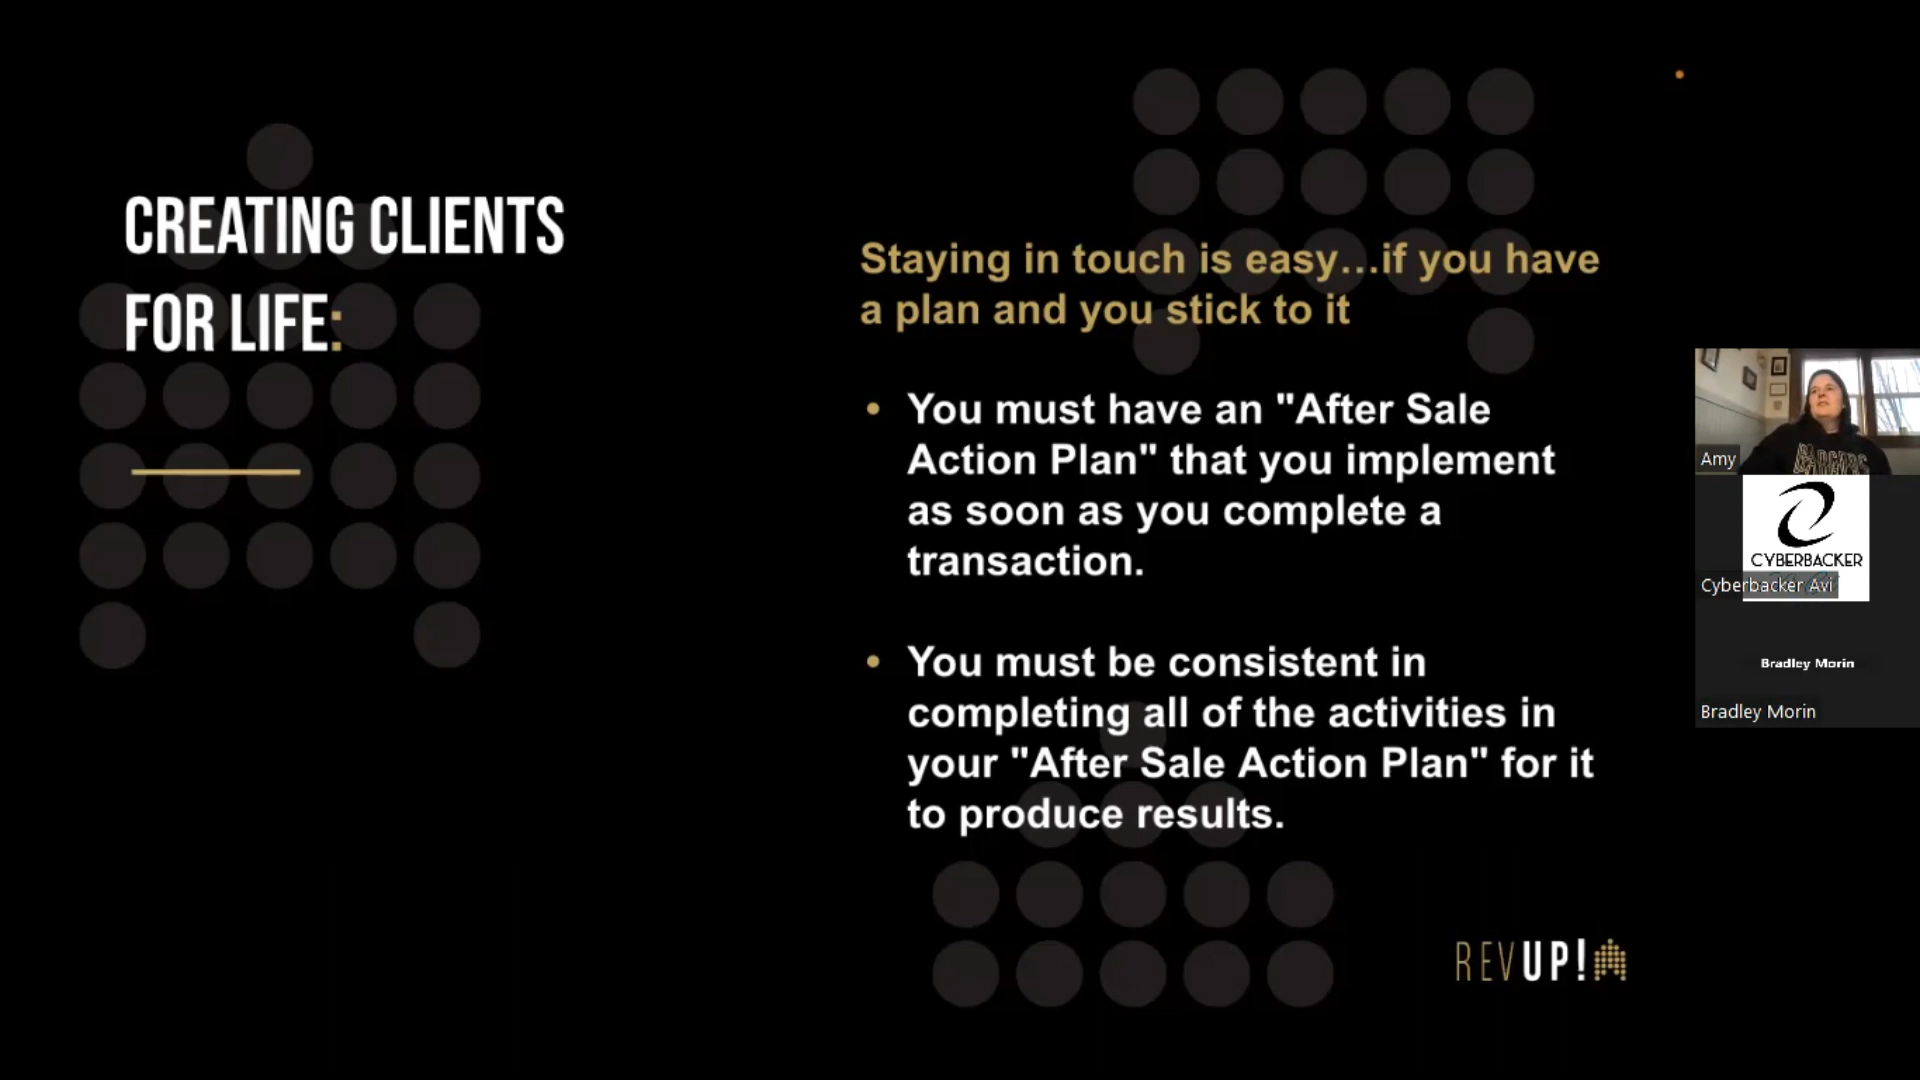 CREATING CLIENTS
FOR LIFE:
Staying in touch is easy...if you have
a plan and you stick to it
• You must have an "After Sale
Action Plan" that you implement
as soon as you complete a
transaction.
• You must be consistent in
completing all of the activities in
your "After Sale Action Plan" for it
to produce results.
REVUP!
Amy
CYBERBACKER
Cyberbacker Avi
Bradley Morin
Bradley Morin